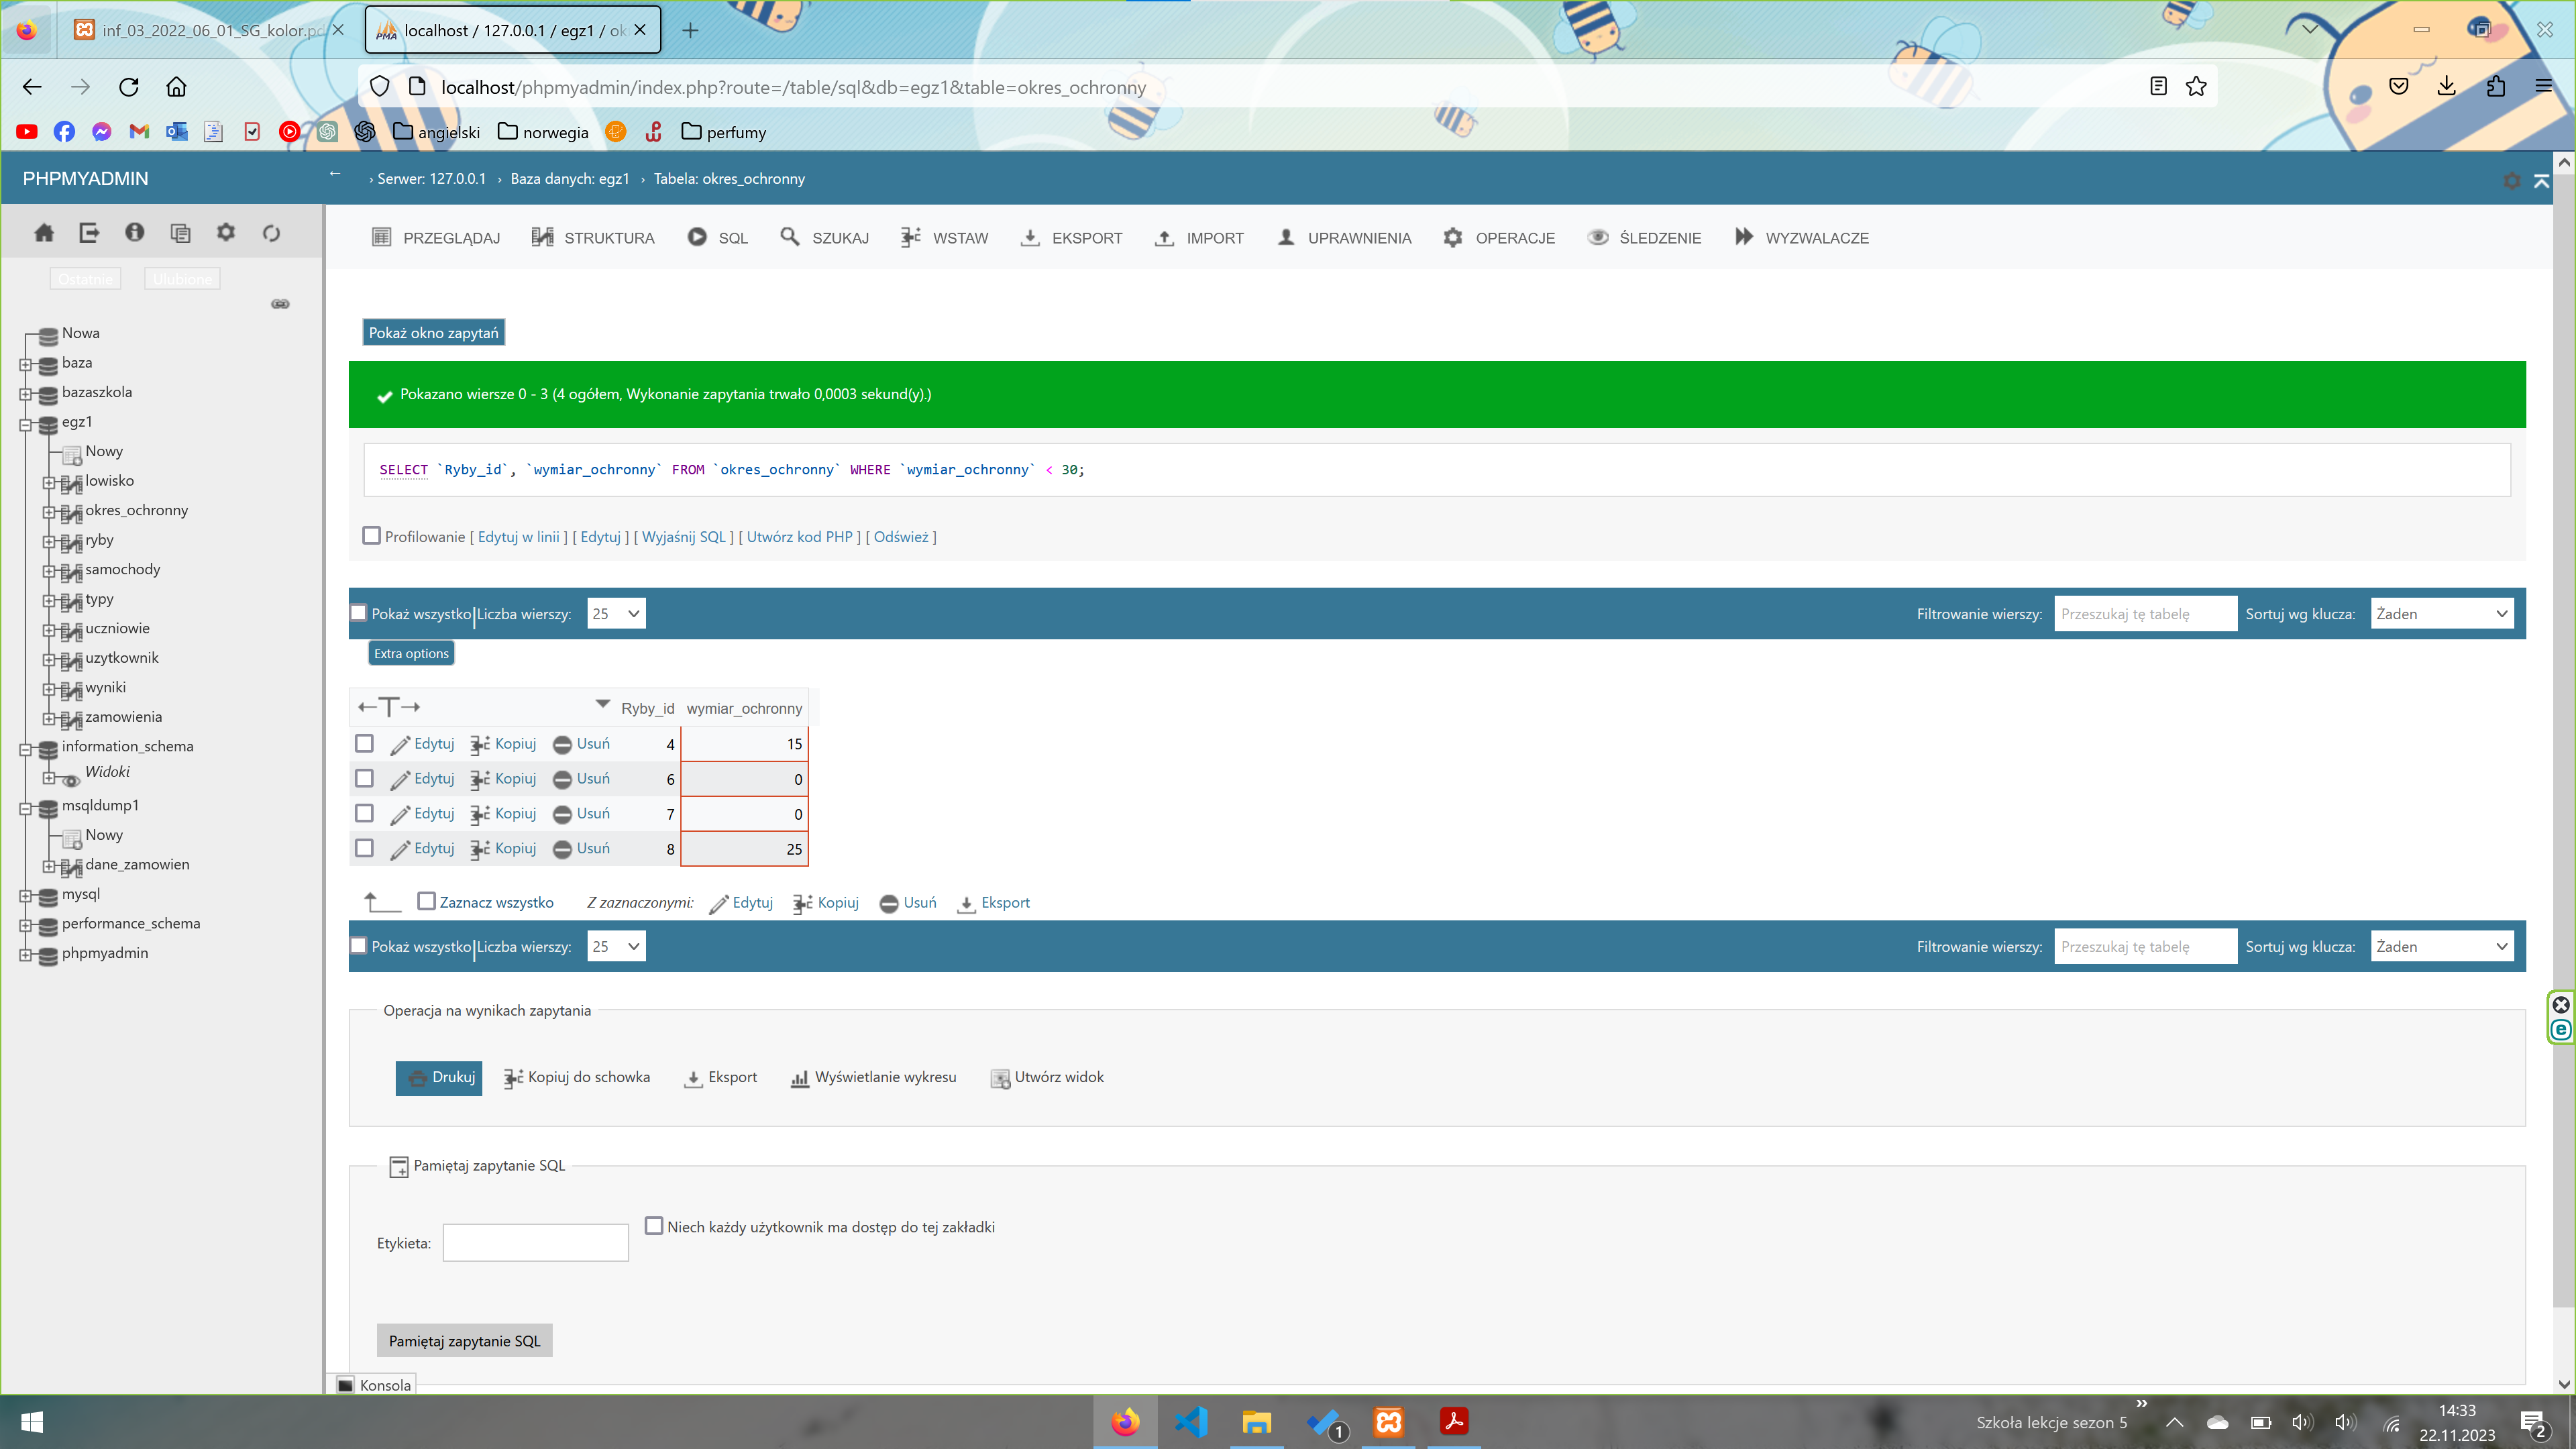 inf_03_2022_06_01_SG_kolor.pd
localhost / 127.0.0.1 / egz1 / ok
localhost/phpmyadmin/index.php?route=/table/sql&db=egz1&table=okres_ochronny
angielski norwegia perfumy
PHPMYADMIN
← › Serwer: 127.0.0.1 › Baza danych: egz1 › Tabela: okres_ochronny
PRZEGLĄDAJ STRUKTURA SQL SZUKAJ WSTAW EKSPORT IMPORT UPRAWNIENIA OPERACJE ŚLEDZENIE WYZWALACZE
Ostatnie Ulubione
Nowa
baza
bazaszkola
egz1
Nowy
lowisko
okres_ochronny
ryby
samochody
typy
uczniowie
uzytkownik
wyniki
zamowienia
information_schema
Widoki
msqldump1
Nowy
dane_zamowien
mysql
performance_schema
phpmyadmin
Pokaż okno zapytań
Pokazano wiersze 0 - 3 (4 ogółem, Wykonanie zapytania trwało 0,0003 sekund(y).)
SELECT `Ryby_id`, `wymiar_ochronny` FROM `okres_ochronny` WHERE `wymiar_ochronny` < 30;
Profilowanie [ Edytuj w linii ] [ Edytuj ] [ Wyjaśnij SQL ] [ Utwórz kod PHP ] [ Odśwież ]
Pokaż wszystko Liczba wierszy: 25 Filtrowanie wierszy: Przeszukaj tę tabelę Sortuj wg klucza: Żaden
Extra options
←T→ Ryby_id wymiar_ochronny
Edytuj Kopiuj Usuń 4 15
Edytuj Kopiuj Usuń 6 0
Edytuj Kopiuj Usuń 7 0
Edytuj Kopiuj Usuń 8 25
Zaznacz wszystko Z zaznaczonymi: Edytuj Kopiuj Usuń Eksport
Pokaż wszystko Liczba wierszy: 25 Filtrowanie wierszy: Przeszukaj tę tabelę Sortuj wg klucza: Żaden
Operacja na wynikach zapytania
Drukuj Kopiuj do schowka Eksport Wyświetlanie wykresu Utwórz widok
Pamiętaj zapytanie SQL
Etykieta: Niech każdy użytkownik ma dostęp do tej zakładki
Pamiętaj zapytanie SQL
Konsola
1
Szkoła lekcje sezon 5
14:33
22.11.2023
2